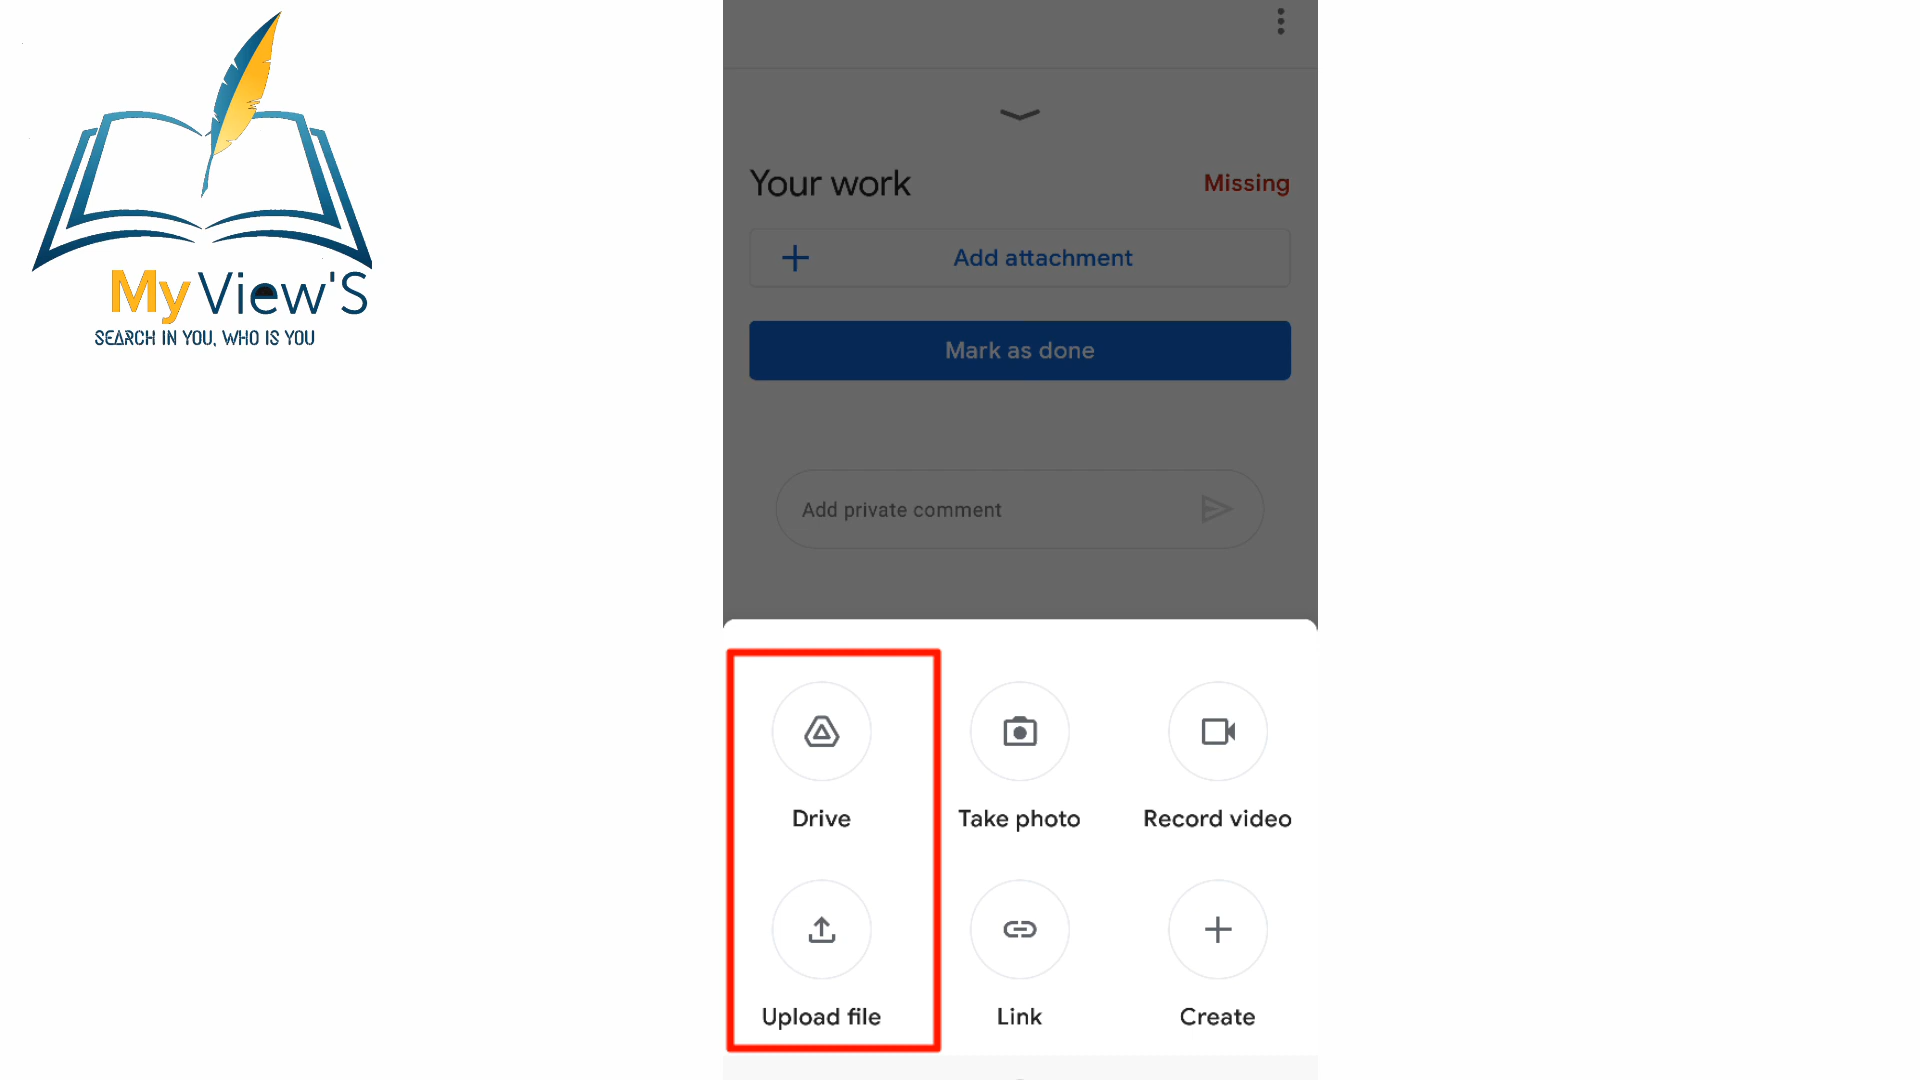 My View'S
SEARCH IN YOU, WHO IS YOU
Your work
Missing
Add attachment
Mark as done
Add private comment
Drive
Take photo
Record video
Upload file
Link
Create